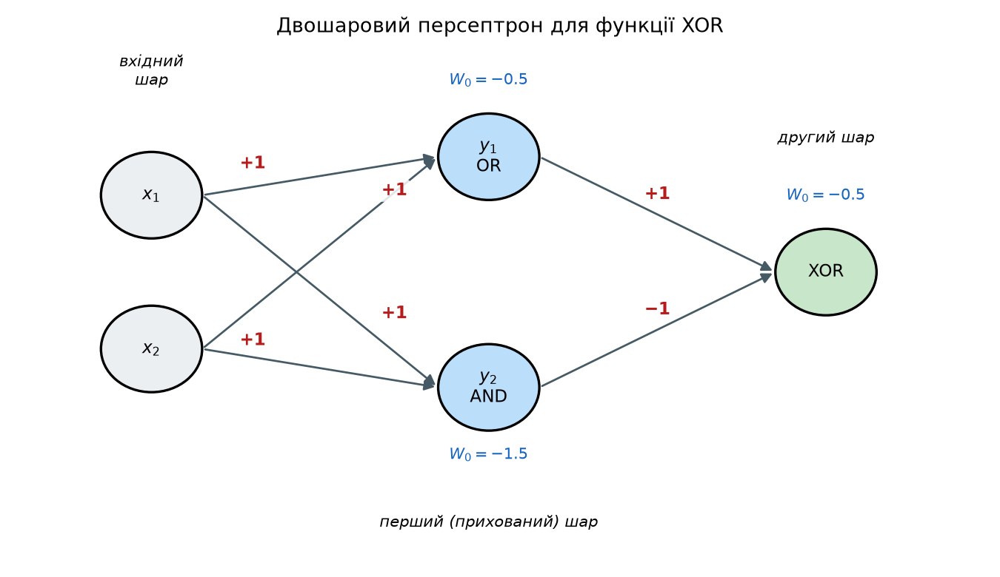 Двошаровий персептрон для функції XOR
вхідний
шар
W₀ = −0.5
y₁
OR
другий шар
x₁
+1
+1
+1
W₀ = −0.5
XOR
x₂
+1
+1
−1
y₂
AND
W₀ = −1.5
перший (прихований) шар